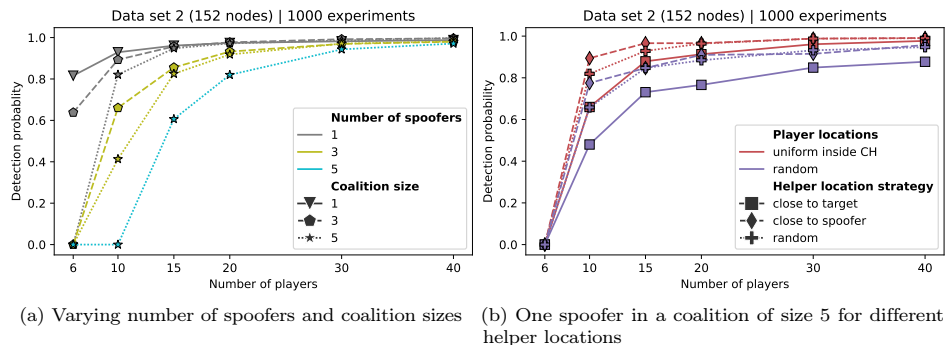 Data set 2 (152 nodes) | 1000 experiments
1.0
0.8
0.6
0.4
0.2
0.0
Detection probablity
Number of spoofers
1
3
5
Coalition size
1
3
5
6 10 15 20 30 40
Number of players
(a) Varying number of spoofers and coalition sizes
Data set 2 (152 nodes) | 1000 experiments
1.0
0.8
0.6
0.4
0.2
0.0
Detection probability
Player locations
uniform inside CH
random
Helper location strategy
close to target
close to spoofer
random
6 10 15 20 30 40
Number of players
(b) One spoofer in a coalition of size 5 for different
helper locations